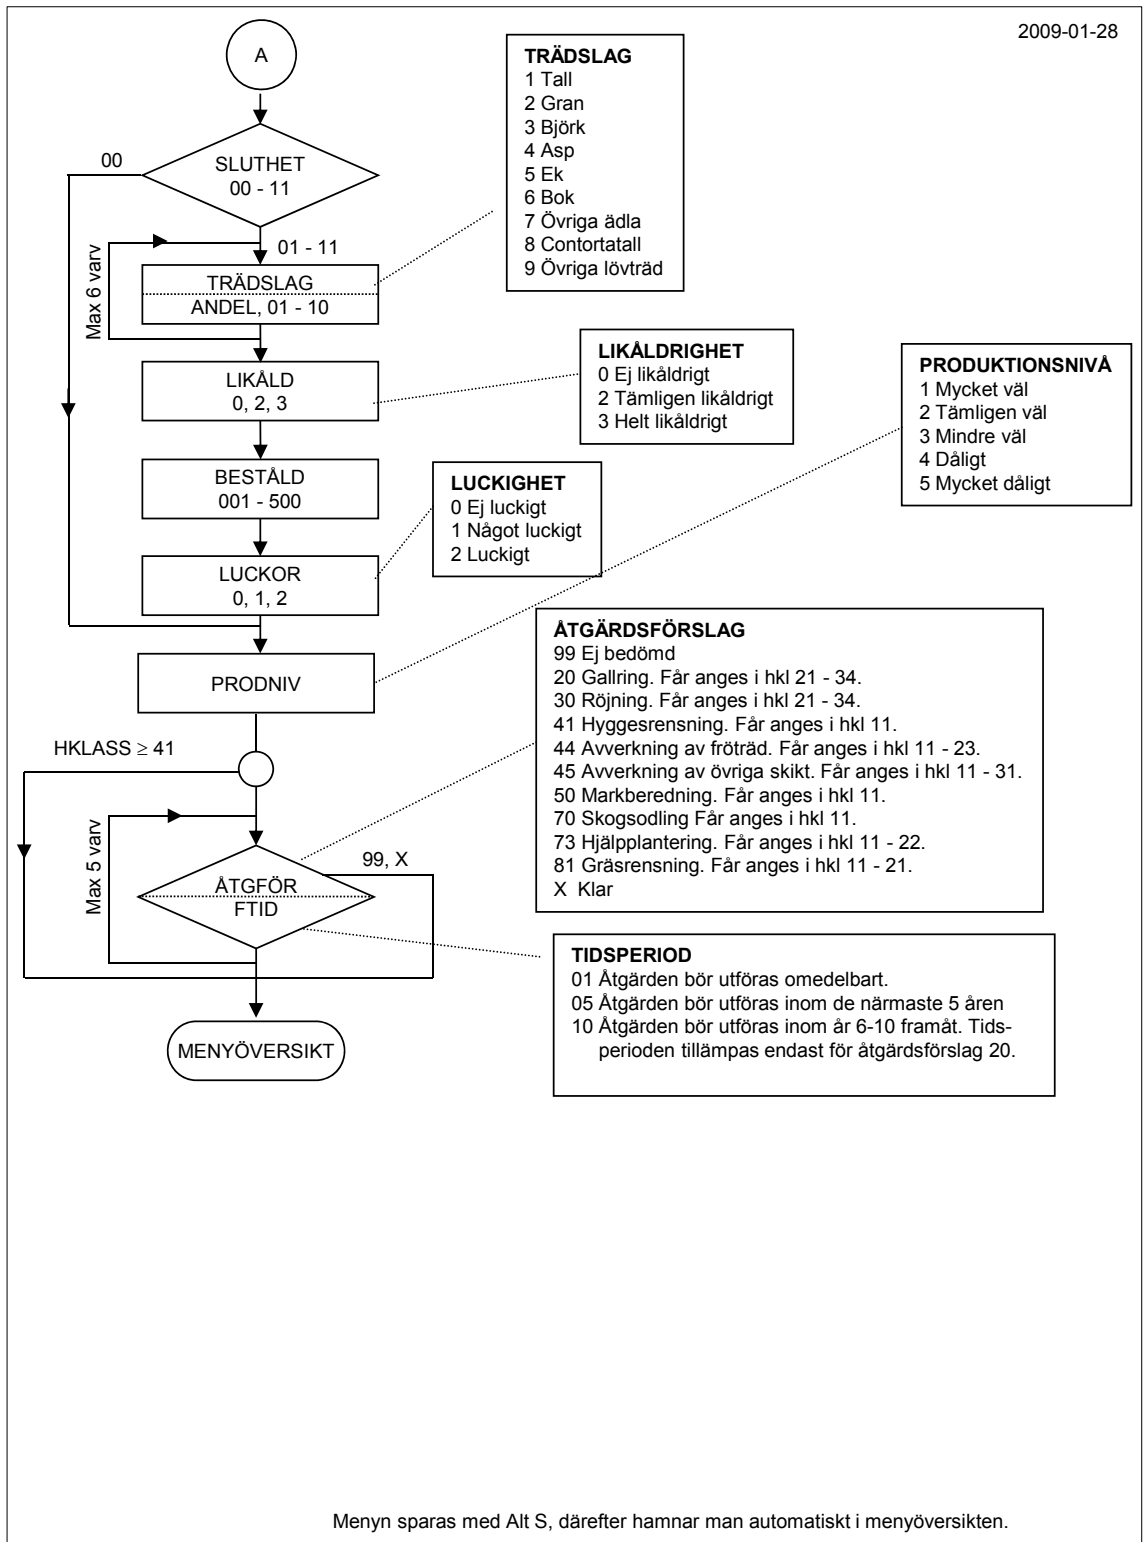 2009-01-28
A
SLUTHET
00 - 11
00
01 - 11
Max 6 varv
TRÄDSLAG
ANDEL, 01 - 10
LIKÅLD
0, 2, 3
BESTÅLD
001 - 500
LUCKOR
0, 1, 2
PRODNIV
HKLASS ≥ 41
Max 5 varv
99, X
ÅTGFÖR
FTID
MENYÖVERSIKT
TRÄDSLAG
1 Tall
2 Gran
3 Björk
4 Asp
5 Ek
6 Bok
7 Övriga ädla
8 Contortatall
9 Övriga lövträd
LIKÅLDRIGHET
0 Ej likåldrigt
2 Tämligen likåldrigt
3 Helt likåldrigt
PRODUKTIONSNIVÅ
1 Mycket väl
2 Tämligen väl
3 Mindre väl
4 Dåligt
5 Mycket dåligt
LUCKIGHET
0 Ej luckigt
1 Något luckigt
2 Luckigt
ÅTGÄRDSFÖRSLAG
99 Ej bedömd
20 Gallring. Får anges i hkl 21 - 34.
30 Röjning. Får anges i hkl 21 - 34.
41 Hyggesrensning. Får anges i hkl 11.
44 Avverkning av fröträd. Får anges i hkl 11 - 23.
45 Avverkning av övriga skikt. Får anges i hkl 11 - 31.
50 Markberedning. Får anges i hkl 11.
70 Skogsodling Får anges i hkl 11.
73 Hjälpplantering. Får anges i hkl 11 - 22.
81 Gräsrensning. Får anges i hkl 11 - 21.
X Klar
TIDSPERIOD
01 Åtgärden bör utföras omedelbart.
05 Åtgärden bör utföras inom de närmaste 5 åren
10 Åtgärden bör utföras inom år 6-10 framåt. Tids-
perioden tillämpas endast för åtgärdsförslag 20.
Menyn sparas med Alt S, därefter hamnar man automatiskt i menyöversikten.